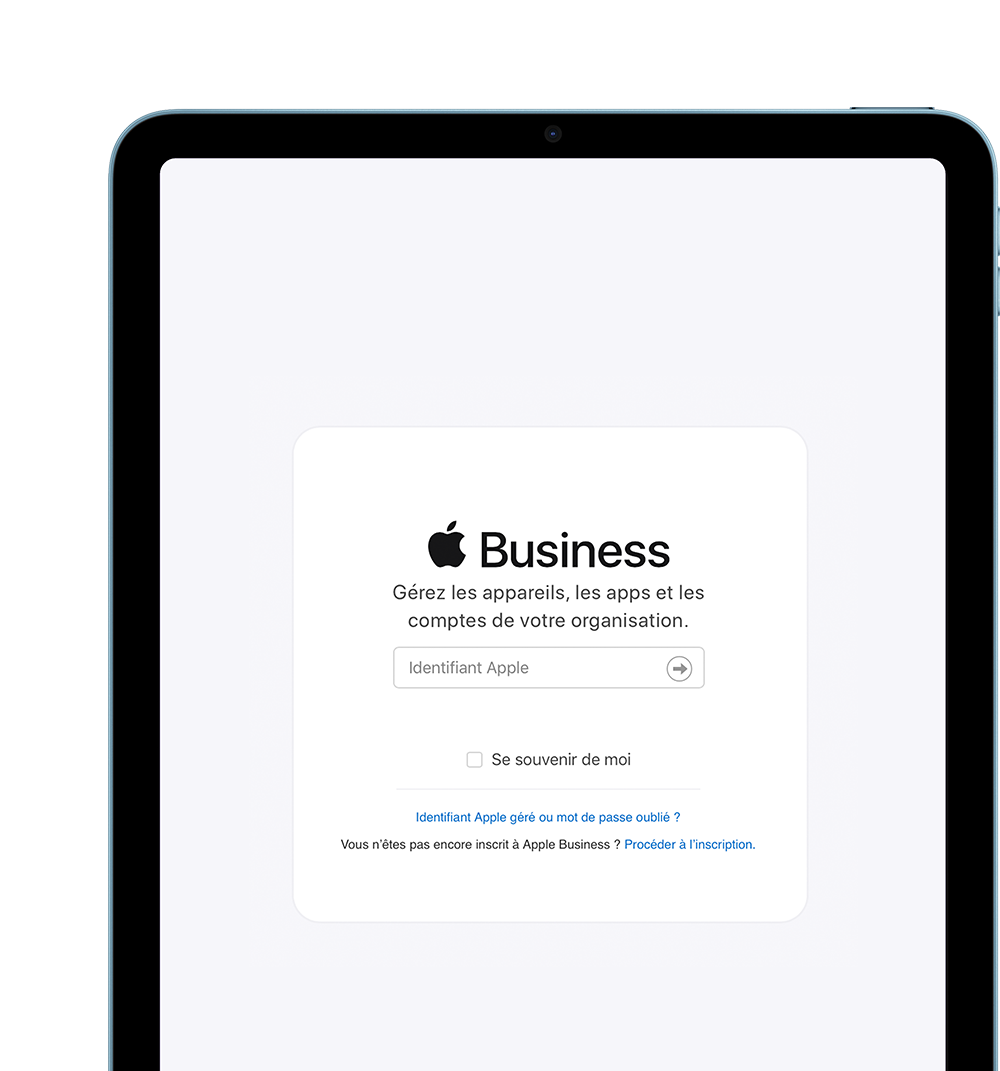 Business
Gérez les appareils, les apps et les
comptes de votre organisation.
Identifiant Apple
Se souvenir de moi
Identifiant Apple géré ou mot de passe oublié ?
Vous n’êtes pas encore inscrit à Apple Business ? Procéder à l’inscription.